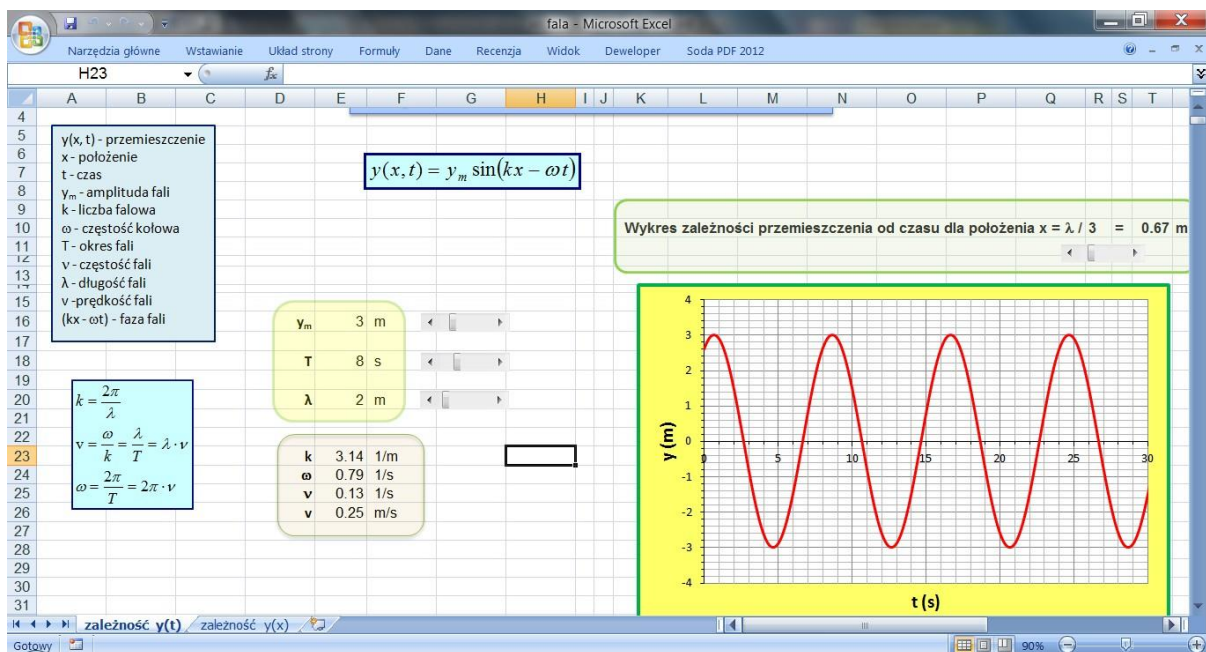 fala - Microsoft Excel
Narzędzia główne Wstawianie Układ strony Formuły Dane Recenzja Widok Deweloper Soda PDF 2012
H23 fx
A B C D E F G H I J K L M N O P Q R S T
4
5
6
7
8
9
10
11
12
13
14
15
16
17
18
19
20
21
22
23
24
25
26
27
28
29
30
31
y(x, t) - przemieszczenie
x - położenie
t - czas
yₘ - amplituda fali
k - liczba falowa
ω - częstość kołowa
T - okres fali
ν - częstość fali
λ - długość fali
v -prędkość fali
(kx - ωt) - faza fali
y(x,t) = yₘ sin(kx − ωt)
k = 2π/λ
v = ω/k = λ/T = λ · ν
ω = 2π/T = 2π · ν
yₘ 3 m
T 8 s
λ 2 m
k 3.14 1/m
ω 0.79 1/s
ν 0.13 1/s
v 0.25 m/s
Wykres zależności przemieszczenia od czasu dla położenia x = λ / 3 = 0.67 m
y (m)
4
3
2
1
0
-1
-2
-3
-4
0 5 10 15 20 25 30
t (s)
zależność y(t) zależność y(x)
Gotowy 90%